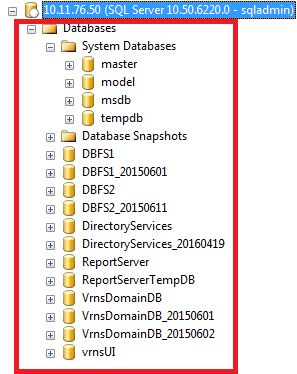 10.11.76.50 (SQL Server 10.50.6220.0 - sqladmin)
Databases
System Databases
master
model
msdb
tempdb
Database Snapshots
DBFS1
DBFS1_20150601
DBFS2
DBFS2_20150611
DirectoryServices
DirectoryServices_20160419
ReportServer
ReportServerTempDB
VrnsDomainDB
VrnsDomainDB_20150601
VrnsDomainDB_20150602
vrnsUI